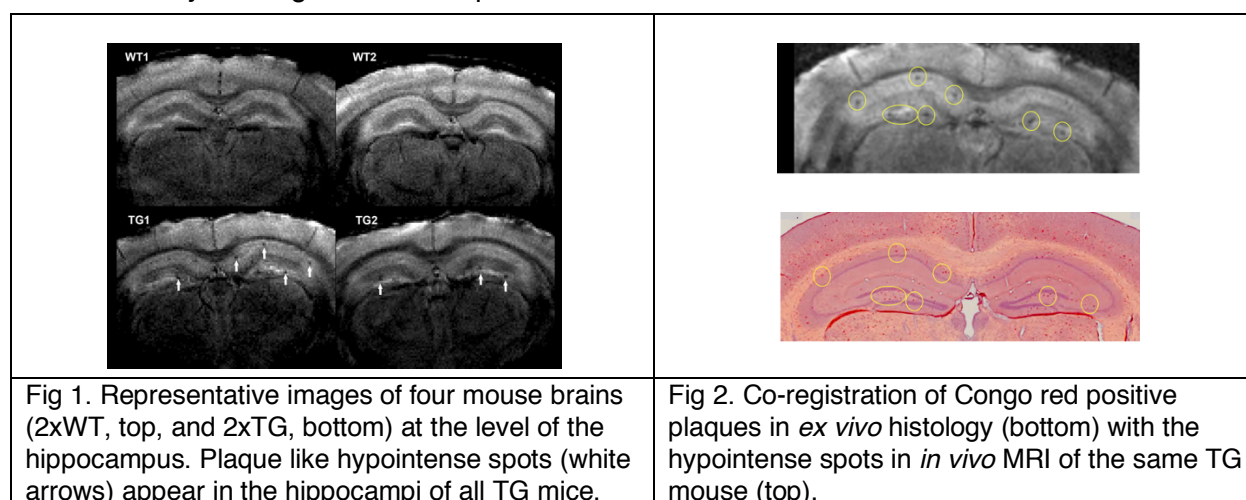 WT1
WT2
TG1
TG2
Fig 1. Representative images of four mouse brains
(2xWT, top, and 2xTG, bottom) at the level of the
hippocampus. Plaque like hypointense spots (white
arrows) appear in the hippocampi of all TG mice.
Fig 2. Co-registration of Congo red positive
plaques in ex vivo histology (bottom) with the
hypointense spots in in vivo MRI of the same TG
mouse (top).